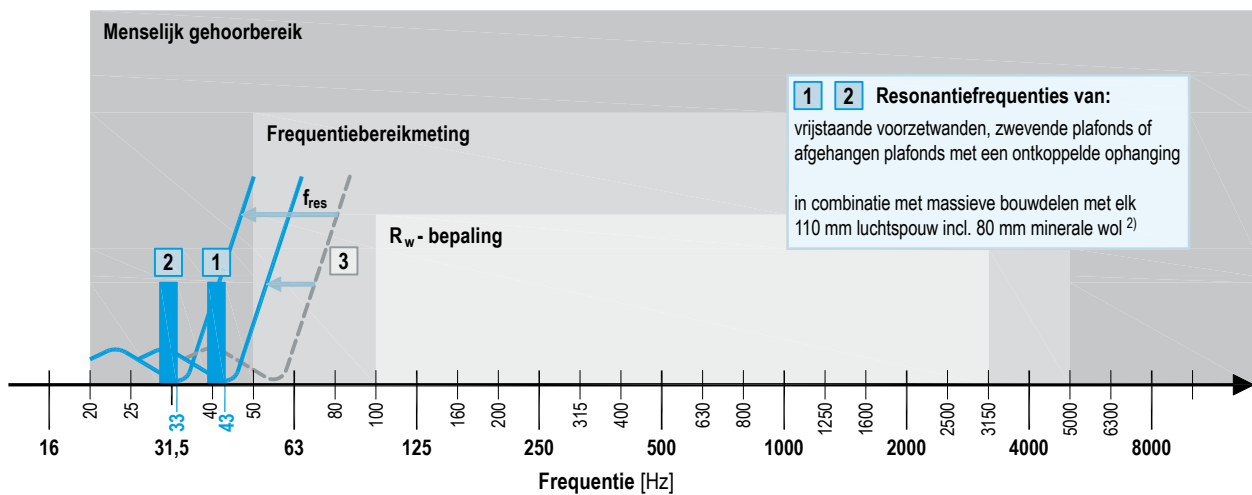 Menselijk gehoorbereik
1 2 Resonantiefrequenties van:
vrijstaande voorzetwanden, zwevende plafonds of
afgehangen plafonds met een ontkoppelde ophanging
in combinatie met massieve bouwdelen met elk
110 mm luchtspouw incl. 80 mm minerale wol 2)
Frequentiebereikmeting
fres
Rw - bepaling
2 1 3
20 25 33 40 43 50 80 100 160 200 315 400 630 800 1250 1600 2500 3150 5000 6300
16 31,5 63 125 250 500 1000 2000 4000 8000
Frequentie [Hz]